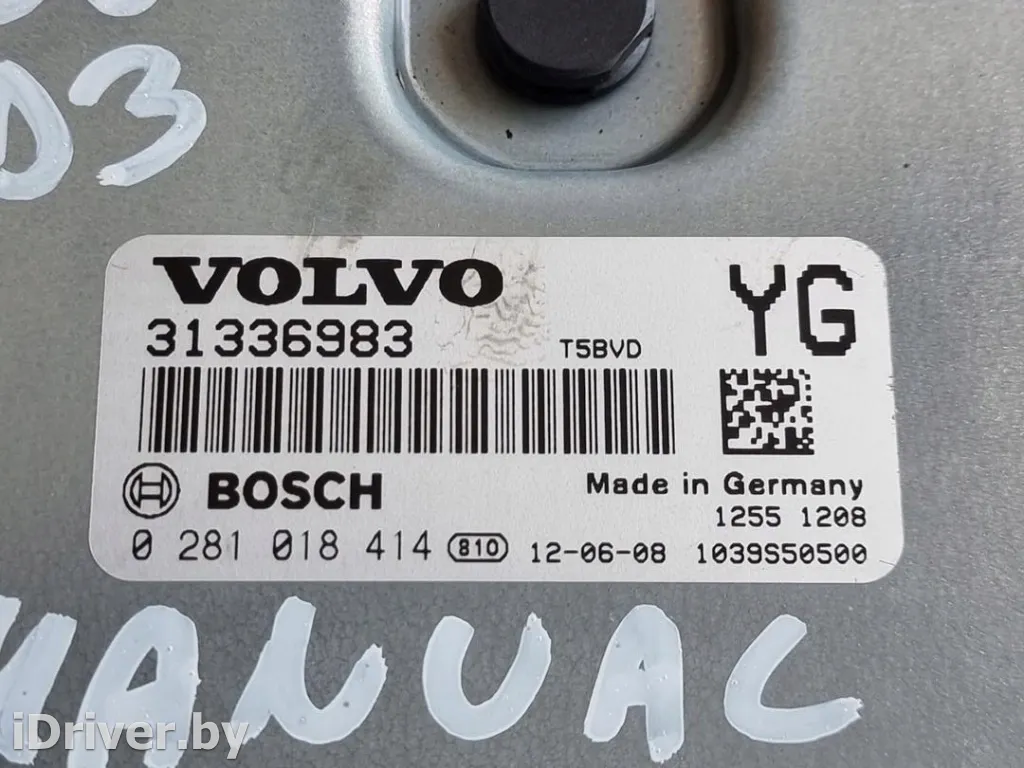 D3
VOLVO
YG
31336983
T5BVD
BOSCH
Made in Germany
1255 1208
0 281 018 414 810 12-06-08 1039S50500
MANUAL
iDriver.by